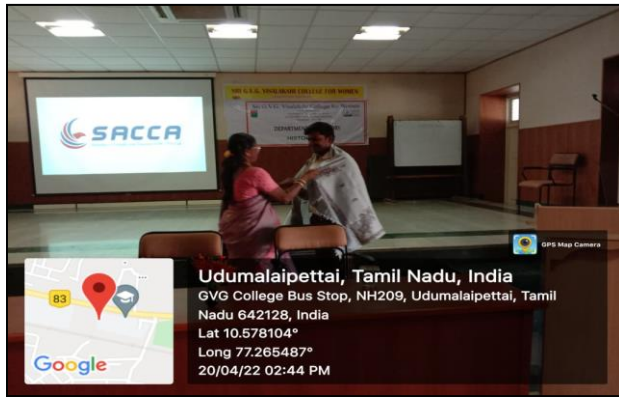 SACCA
SRI G.V.G. VISALAKSHI COLLEGE FOR WOMEN
DEPARTMENT
GPS Map Camera
83
Google
Udumalaipettai, Tamil Nadu, India
GVG College Bus Stop, NH209, Udumalaipettai, Tamil
Nadu 642128, India
Lat 10.578104°
Long 77.265487°
20/04/22 02:44 PM